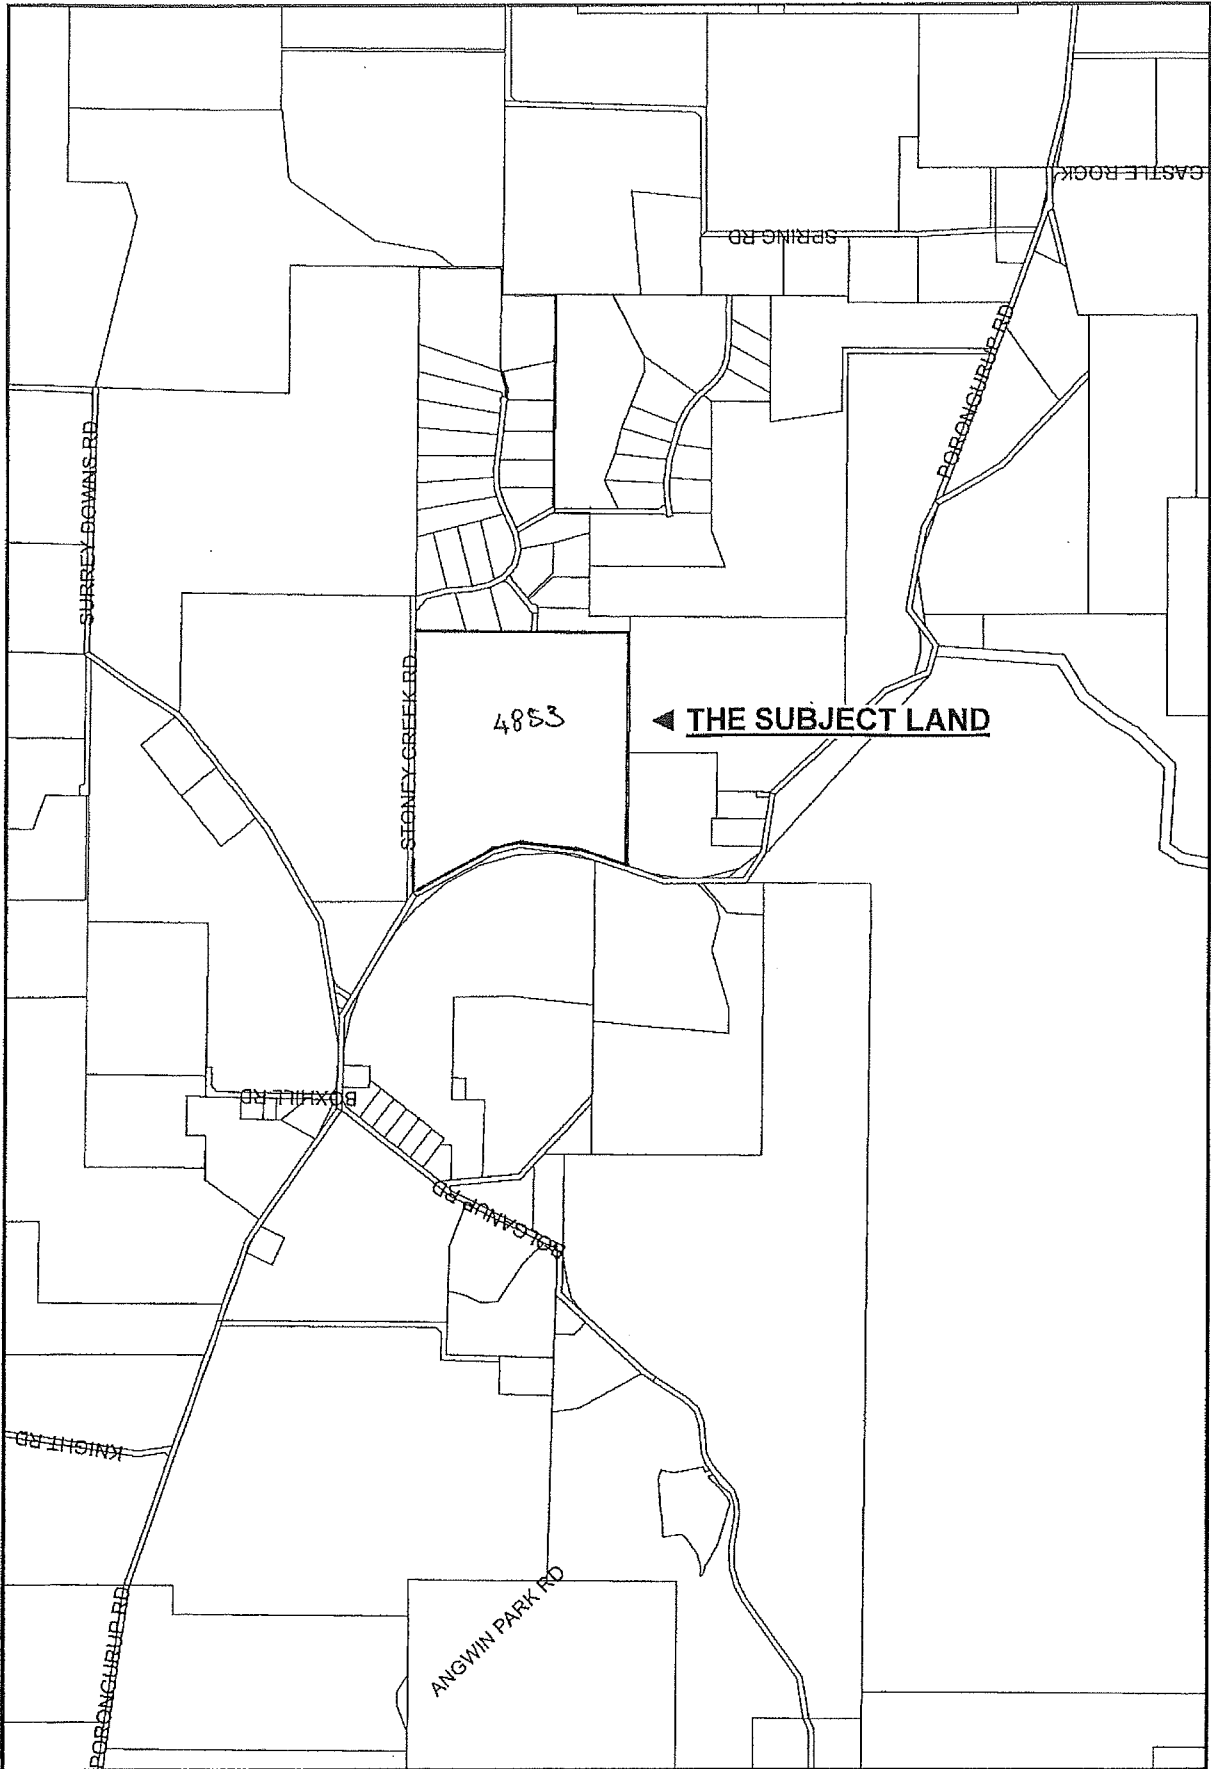 CASTLE ROCK
SPRING RD
PORONGURUP RD
SURREY DOWNS RD
STONEY CREEK RD
4853
◄ THE SUBJECT LAND
BOXHILL RD
BOLGANUP RD
KNIGHT RD
ANGWIN PARK RD
PORONGURUP RD